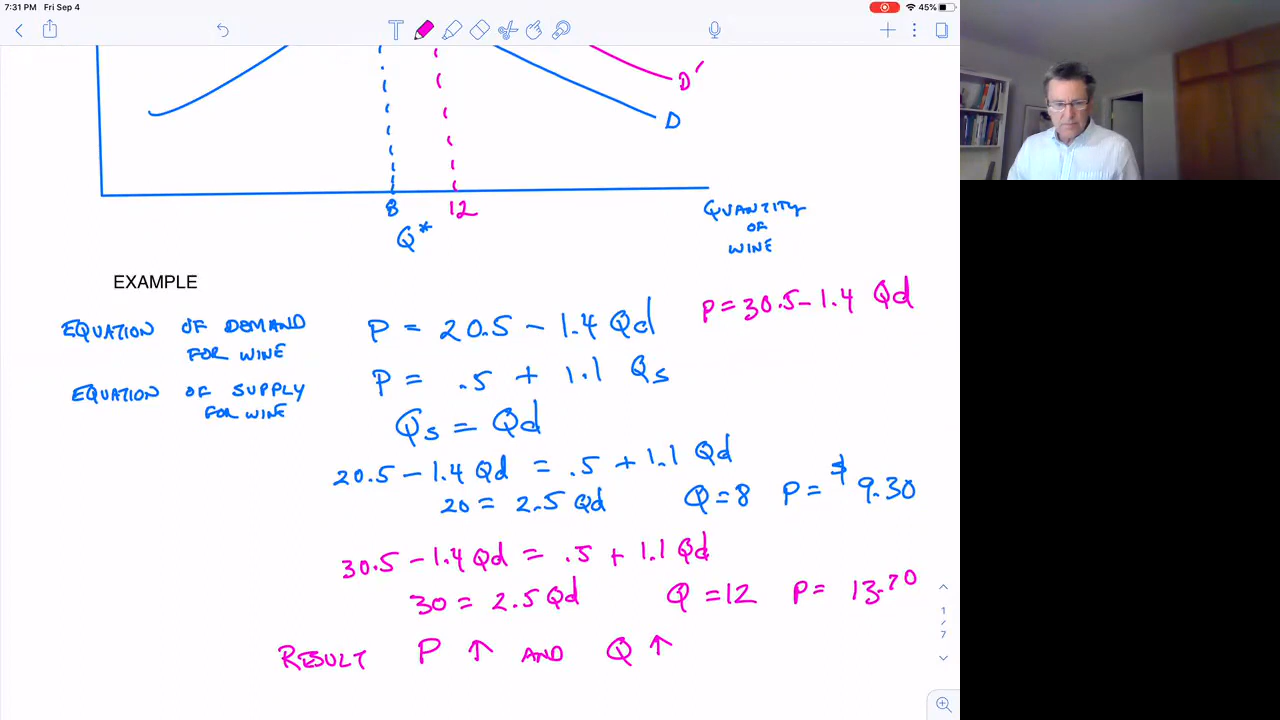 7:31 PM Fri Sep 4
45%
D′
D
8
12
Q*
QUANTITY
OF
WINE
EXAMPLE
P = 30.5 - 1.4 Qd
EQUATION OF DEMAND
FOR WINE
P = 20.5 - 1.4 Qd
EQUATION OF SUPPLY
FOR WINE
P = .5 + 1.1 Qs
Qs = Qd
20.5 - 1.4 Qd = .5 + 1.1 Qd
20 = 2.5 Qd
Q = 8 P = $9.30
30.5 - 1.4 Qd = .5 + 1.1 Qd
30 = 2.5 Qd
Q = 12 P = 13.70
RESULT P ↑ AND Q ↑
1
/
7